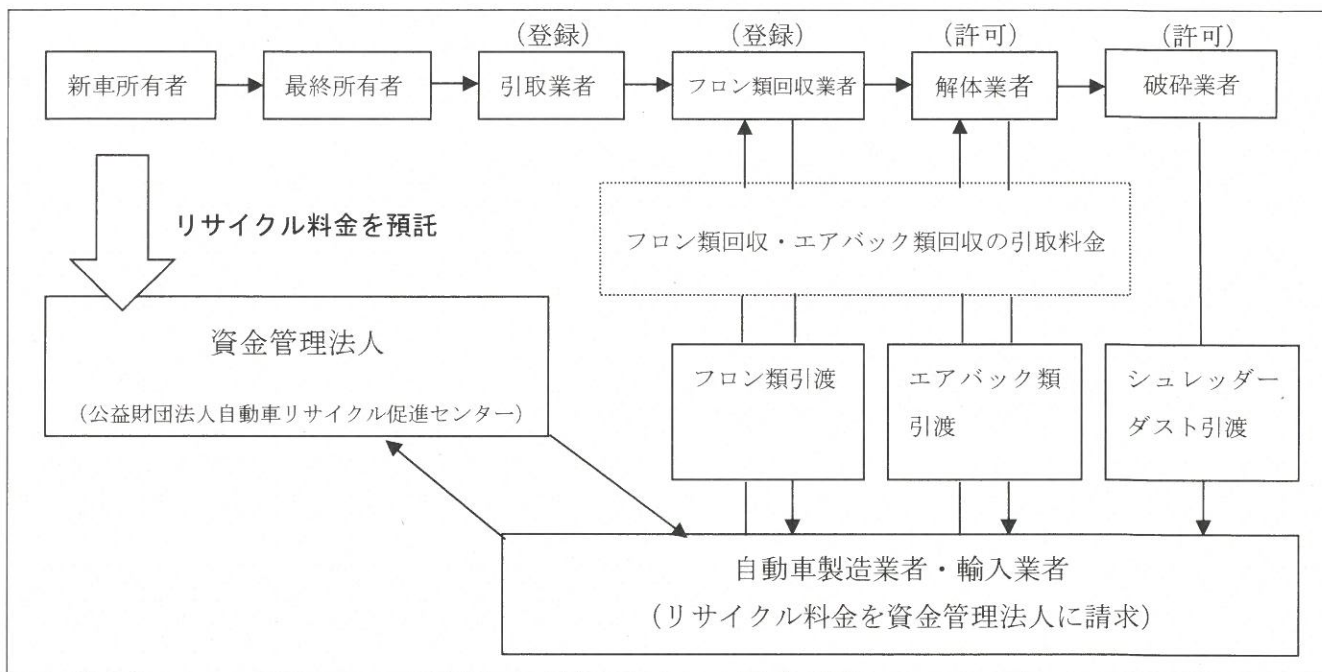 (登録)
(登録)
(許可)
(許可)
新車所有者
最終所有者
引取業者
フロン類回収業者
解体業者
破砕業者
リサイクル料金を預託
フロン類回収・エアバック類回収の引取料金
資金管理法人
(公益財団法人自動車リサイクル促進センター)
フロン類引渡
エアバック類
引渡
シュレッダー
ダスト引渡
自動車製造業者・輸入業者
(リサイクル料金を資金管理法人に請求)